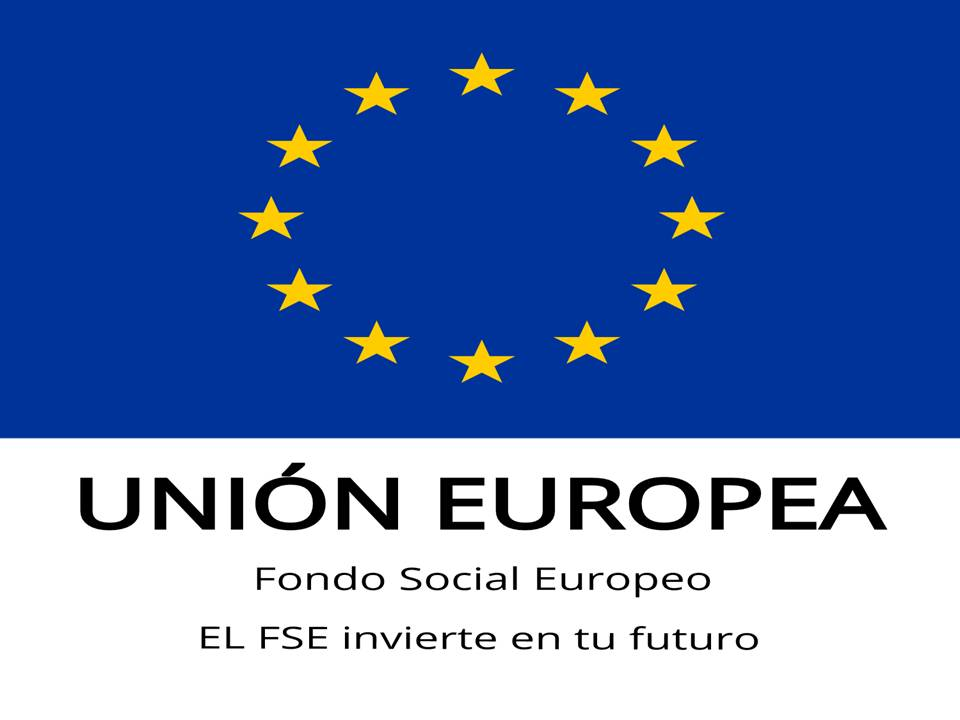 UNIÓN EUROPEA
Fondo Social Europeo
EL FSE invierte en tu futuro